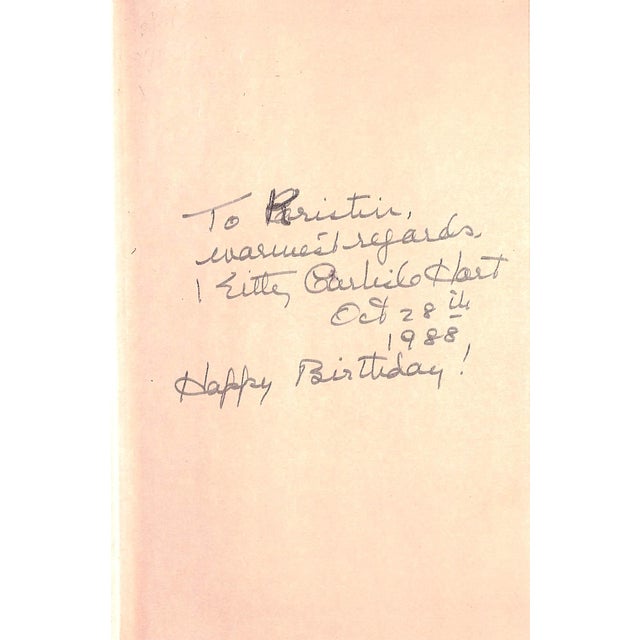 To Kristin,
warmest regards
Kitty Carlisle Hart
Oct 28th
1988
Happy Birthday!